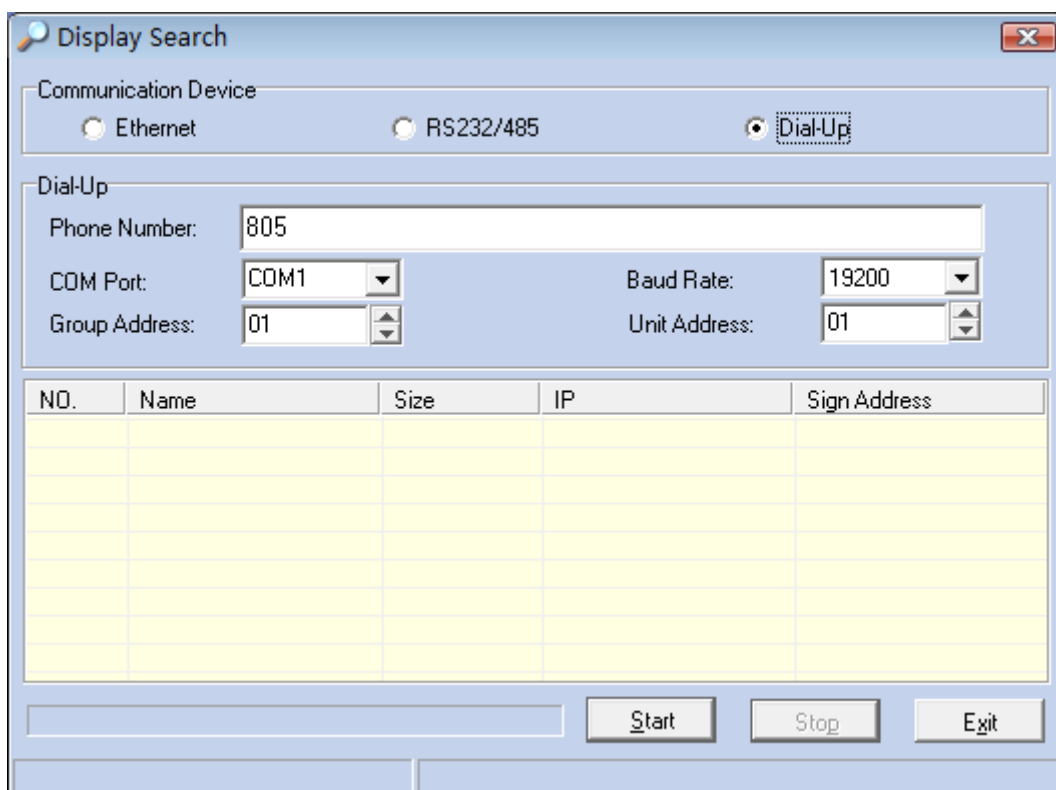 Display Search
Communication Device
Ethernet RS232/485 Dial-Up
Dial-Up
Phone Number: 805
COM Port: COM1 Baud Rate: 19200
Group Address: 01 Unit Address: 01
NO. Name Size IP Sign Address
Start Stop Exit